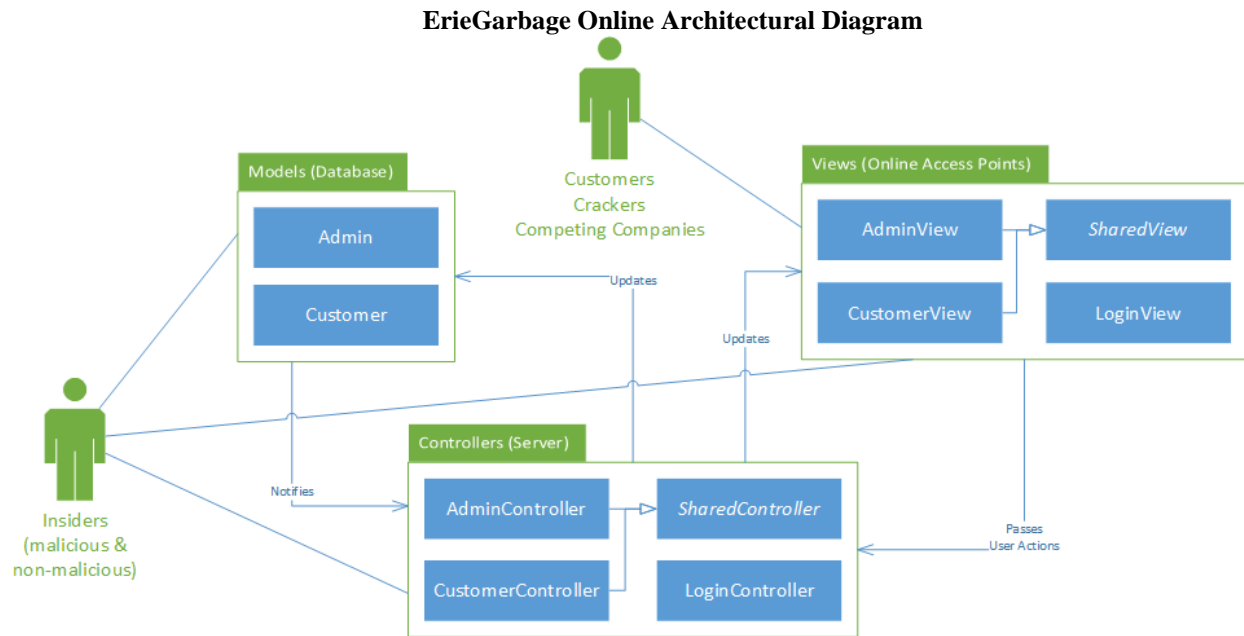 ErieGarbage Online Architectural Diagram
Models (Database)
Admin
Customer
Customers
Crackers
Competing Companies
Views (Online Access Points)
AdminView
SharedView
CustomerView
LoginView
Updates
Updates
Insiders
(malicious &
non-malicious)
Notifies
Controllers (Server)
AdminController
SharedController
CustomerController
LoginController
Passes
User Actions